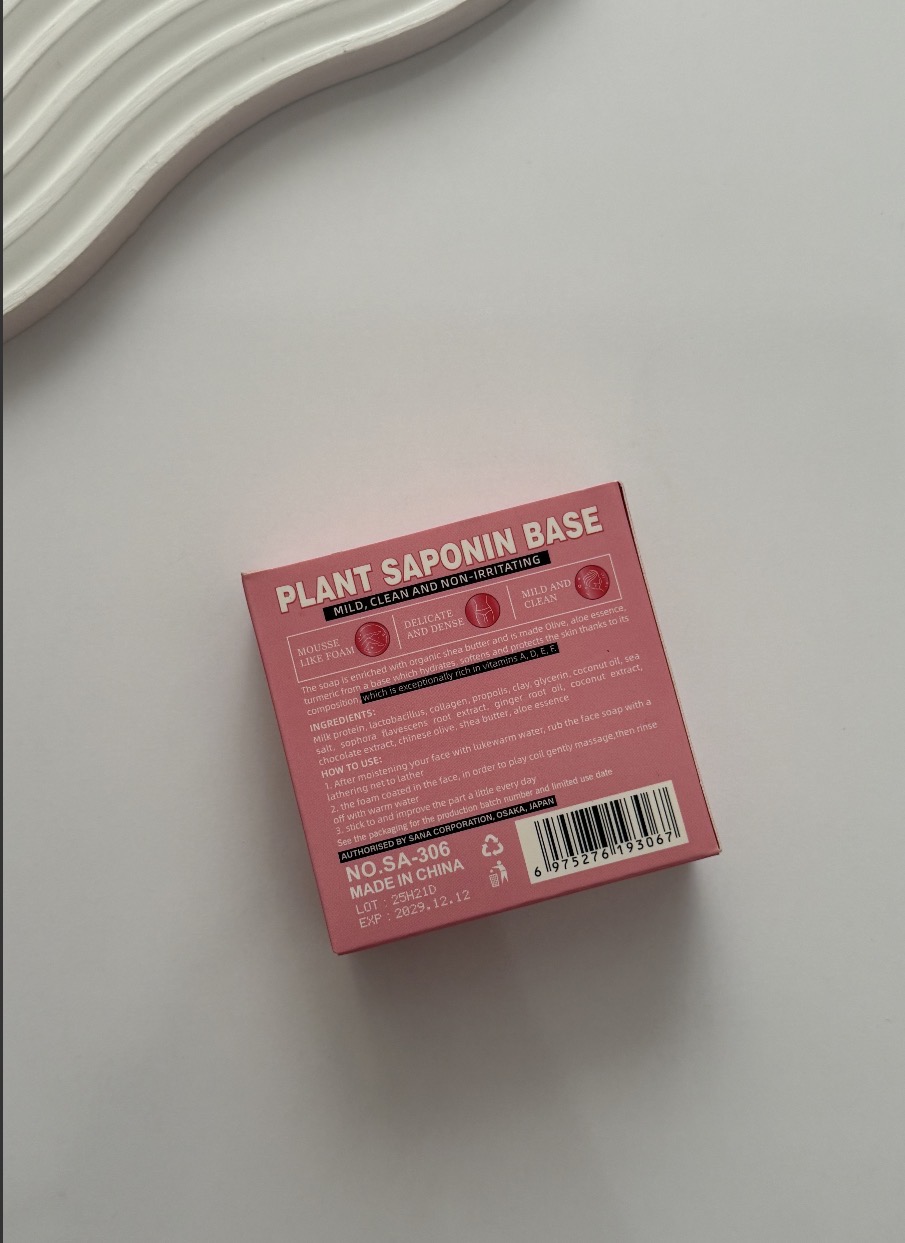 PLANT SAPONIN BASE
MILD, CLEAN AND NON-IRRITATING
MOUSSE
LIKE FOAM
DELICATE
AND DENSE
MILD AND
CLEAN
The soap is enriched with organic shea butter and is made Olive, aloe essence,
turmeric from a base which hydrates, softens and protects the skin thanks to its
composition, which is exceptionally rich in vitamins A, D, E, F.
INGREDIENTS:
Milk protein, lactobacillus, collagen, propolis, clay, glycerin, coconut oil, sea
salt, sophora flavescens root extract, ginger root oil, coconut extract,
chocolate extract, chinese olive, shea butter, aloe essence
HOW TO USE:
1. After moistening your face with lukewarm water, rub the face soap with a
lathering net to lather
2. the foam coated in the face, in order to play coil gently massage,then rinse
off with warm water
3. stick to and improve the part a little every day
See the packaging for the production batch number and limited use date
AUTHORISED BY SANA CORPORATION, OSAKA, JAPAN
NO.SA-306
MADE IN CHINA
LOT : 25H21D
EXP : 2029.12.12
6 975276 193067